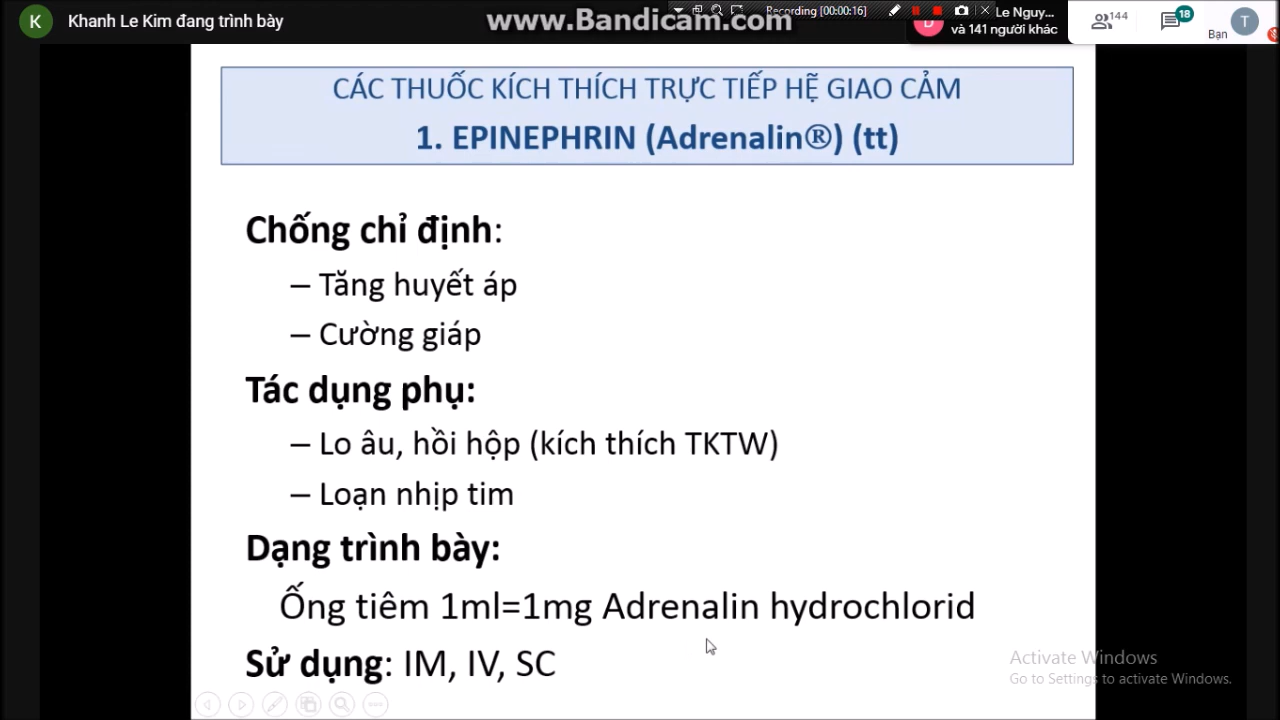 K Khanh Le Kim đang trình bày
www.Bandicam.com
Recording [00:00:16]
Le Nguy...
và 141 người khác
144
18
Bạn
T
CÁC THUỐC KÍCH THÍCH TRỰC TIẾP HỆ GIAO CẢM
1. EPINEPHRIN (Adrenalin®) (tt)
Chống chỉ định:
– Tăng huyết áp
– Cường giáp
Tác dụng phụ:
– Lo âu, hồi hộp (kích thích TKTW)
– Loạn nhịp tim
Dạng trình bày:
Ống tiêm 1ml=1mg Adrenalin hydrochlorid
Sử dụng: IM, IV, SC
Activate Windows
Go to Settings to activate Windows.